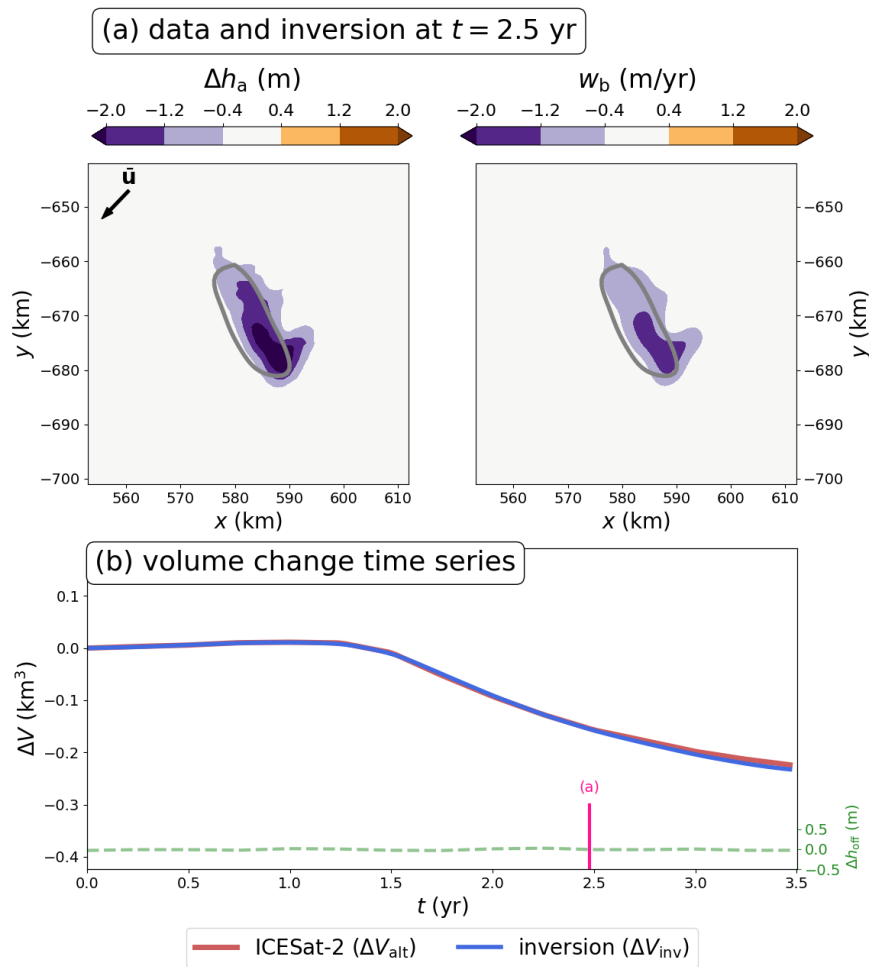 (a) data and inversion at t = 2.5 yr
Δhₐ (m)
w_b (m/yr)
−2.0 −1.2 −0.4 0.4 1.2 2.0
−2.0 −1.2 −0.4 0.4 1.2 2.0
ū
−650
−660
−670
−680
−690
−700
y (km)
560 570 580 590 600 610
x (km)
−650
−660
−670
−680
−690
−700
y (km)
560 570 580 590 600 610
x (km)
(b) volume change time series
0.1
0.0
−0.1
−0.2
−0.3
−0.4
ΔV (km³)
(a)
0.5
0.0
−0.5
Δh_off (m)
0.0 0.5 1.0 1.5 2.0 2.5 3.0 3.5
t (yr)
ICESat-2 (ΔV_alt) inversion (ΔV_inv)